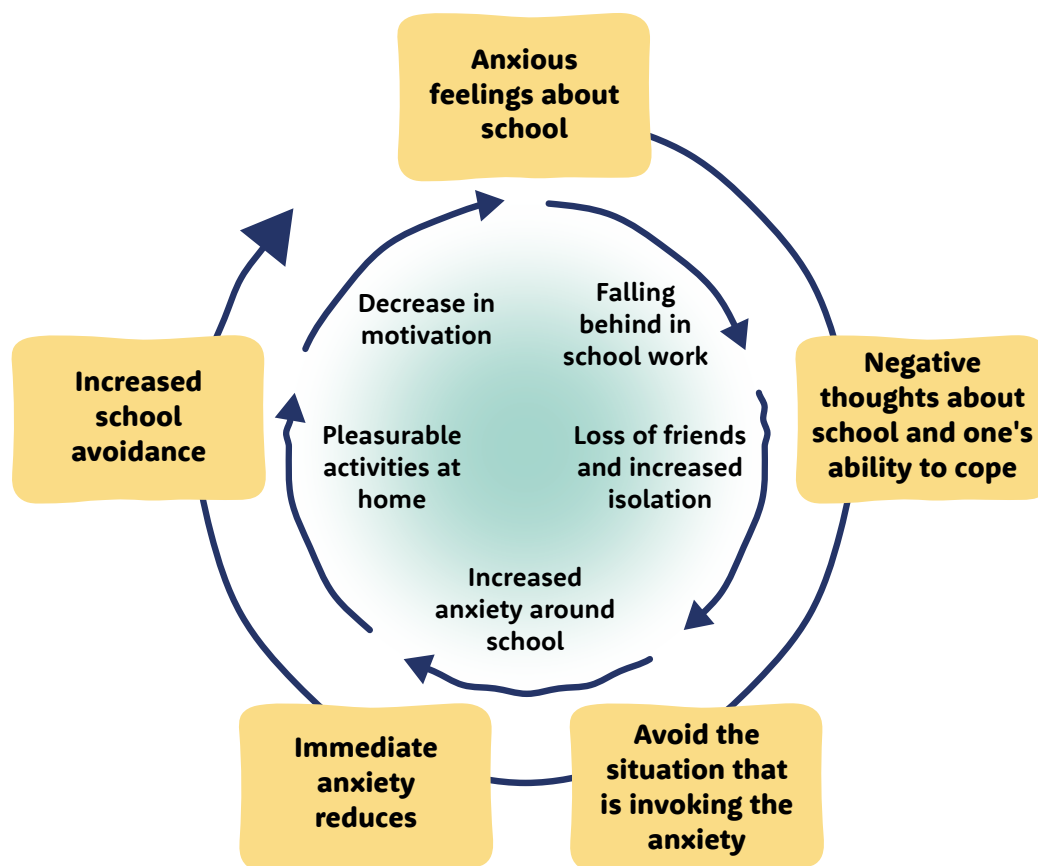 Anxious
feelings about
school
Decrease in
motivation
Falling
behind in
school work
Increased
school
avoidance
Negative
thoughts about
school and one's
ability to cope
Pleasurable
activities at
home
Loss of friends
and increased
isolation
Increased
anxiety around
school
Immediate
anxiety
reduces
Avoid the
situation that
is invoking the
anxiety